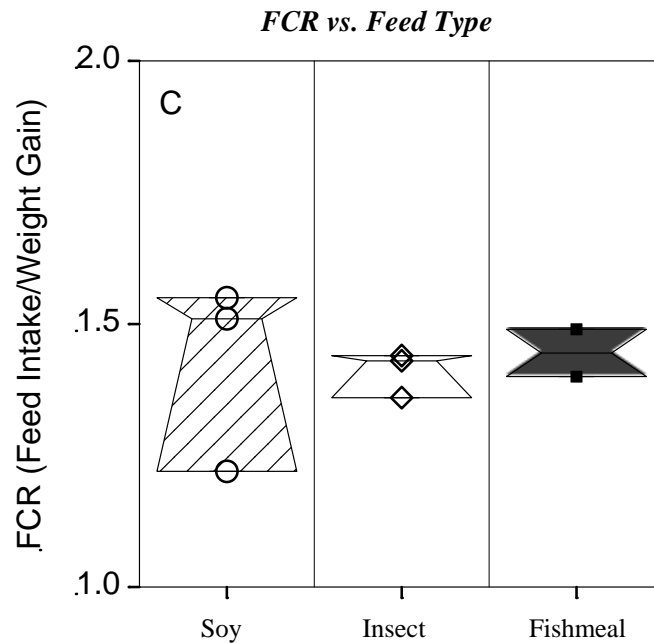 FCR vs. Feed Type
C
.FCR (Feed Intake/Weight Gain)
2.0
1.5
1.0
Soy
Insect
Fishmeal